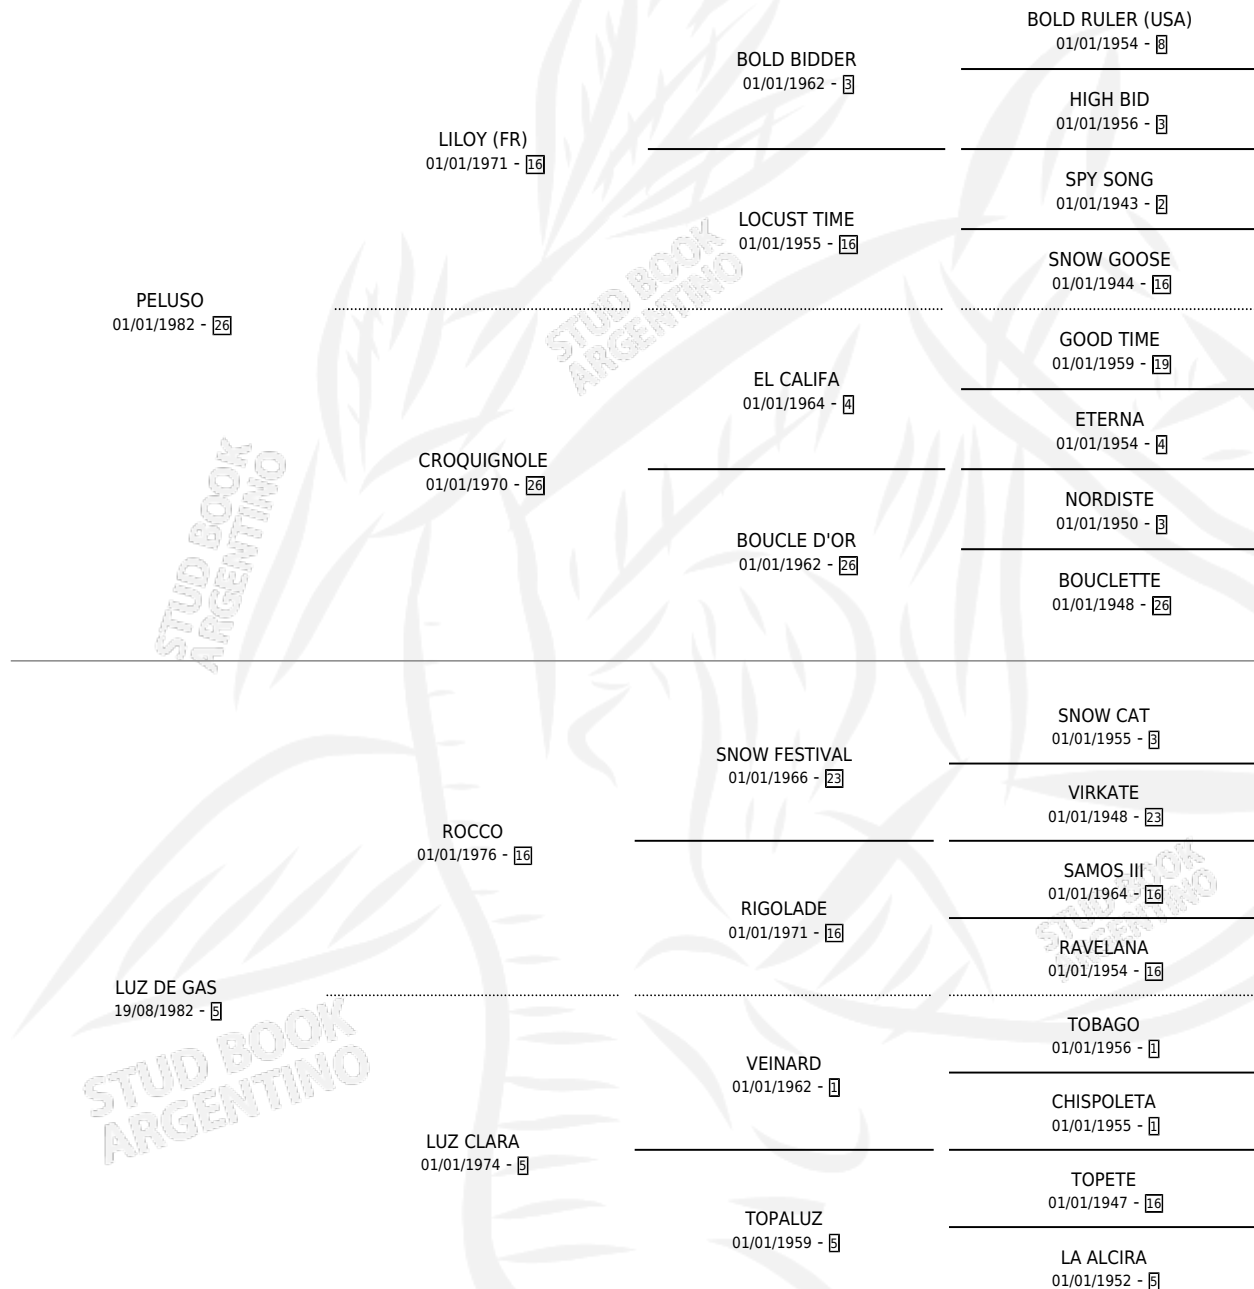 BOLD RULER (USA)
01/01/1954 - 8
BOLD BIDDER
01/01/1962 - 3
HIGH BID
01/01/1956 - 3
LILOY (FR)
01/01/1971 - 16
SPY SONG
01/01/1943 - 2
LOCUST TIME
01/01/1955 - 16
SNOW GOOSE
01/01/1944 - 16
PELUSO
01/01/1982 - 26
GOOD TIME
01/01/1959 - 19
EL CALIFA
01/01/1964 - 4
ETERNA
01/01/1954 - 4
CROQUIGNOLE
01/01/1970 - 26
NORDISTE
01/01/1950 - 3
BOUCLE D'OR
01/01/1962 - 26
BOUCLETTE
01/01/1948 - 26
SNOW CAT
01/01/1955 - 3
SNOW FESTIVAL
01/01/1966 - 23
VIRKATE
01/01/1948 - 23
ROCCO
01/01/1976 - 16
SAMOS III
01/01/1964 - 16
RIGOLADE
01/01/1971 - 16
RAVELANA
01/01/1954 - 16
LUZ DE GAS
19/08/1982 - 5
TOBAGO
01/01/1956 - 1
VEINARD
01/01/1962 - 1
CHISPOLETA
01/01/1955 - 1
LUZ CLARA
01/01/1974 - 5
TOPETE
01/01/1947 - 16
TOPALUZ
01/01/1959 - 5
LA ALCIRA
01/01/1952 - 5
STUD BOOK
ARGENTINO
STUD BOOK
ARGENTINO
STUD BOOK
ARGENTINO
STUD BOOK
ARGENTINO